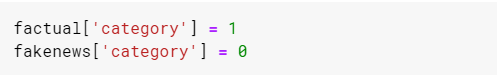 factual['category'] = 1
fakenews['category'] = 0